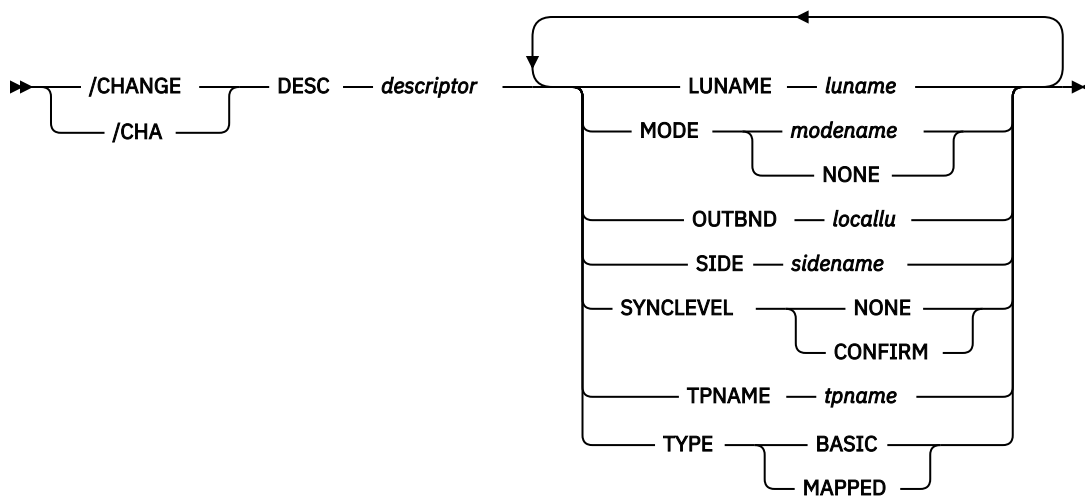 /CHANGE DESC descriptor LUNAME luname
/CHA
MODE modename
NONE
OUTBND locallu
SIDE sidename
SYNCLEVEL NONE
CONFIRM
TPNAME tpname
TYPE BASIC
MAPPED